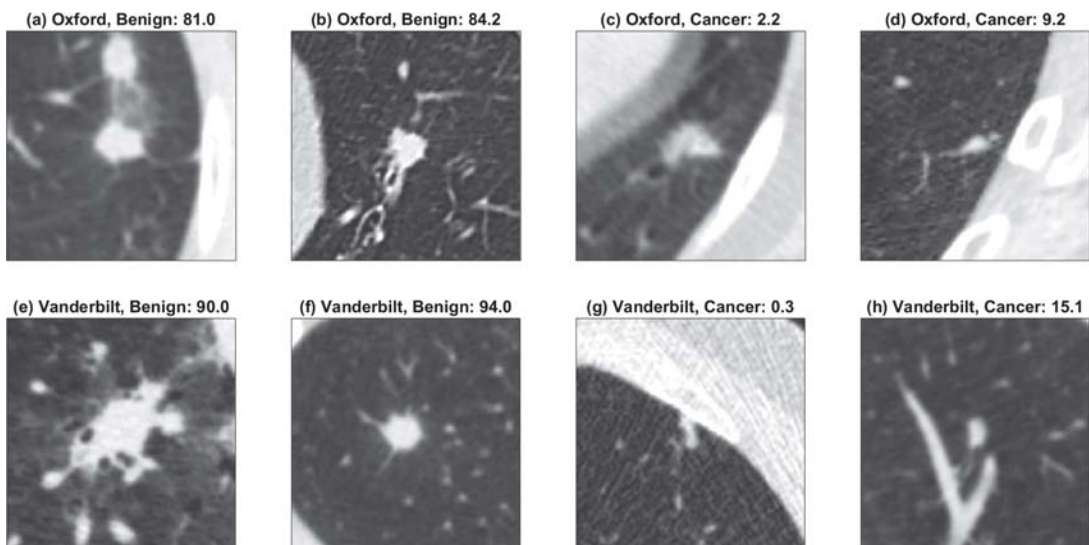 (a) Oxford, Benign: 81.0
(b) Oxford, Benign: 84.2
(c) Oxford, Cancer: 2.2
(d) Oxford, Cancer: 9.2
(e) Vanderbilt, Benign: 90.0
(f) Vanderbilt, Benign: 94.0
(g) Vanderbilt, Cancer: 0.3
(h) Vanderbilt, Cancer: 15.1